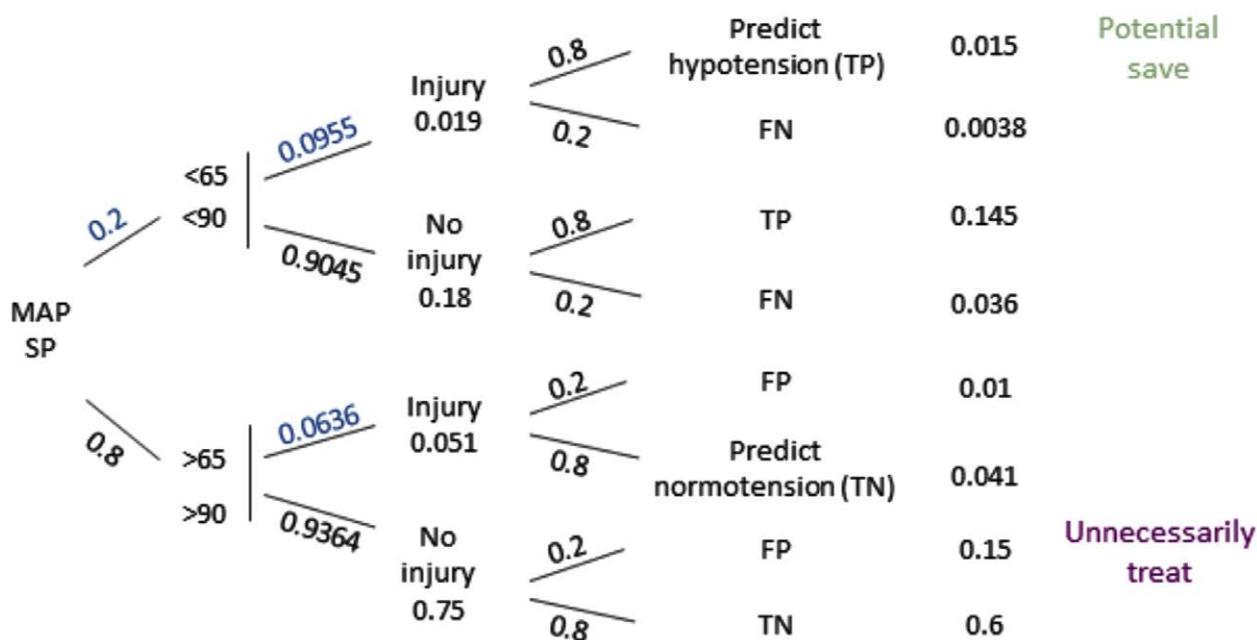 MAP
SP
0.2
0.8
<65
<90
0.0955
0.9045
>65
>90
0.0636
0.9364
Injury
0.019
No
injury
0.18
Injury
0.051
No
injury
0.75
0.8
0.2
0.8
0.2
0.2
0.8
0.2
0.8
Predict
hypotension (TP)
0.015
FN
0.0038
TP
0.145
FN
0.036
FP
0.01
Predict
normotension (TN)
0.041
FP
0.15
TN
0.6
Potential
save
Unnecessarily
treat